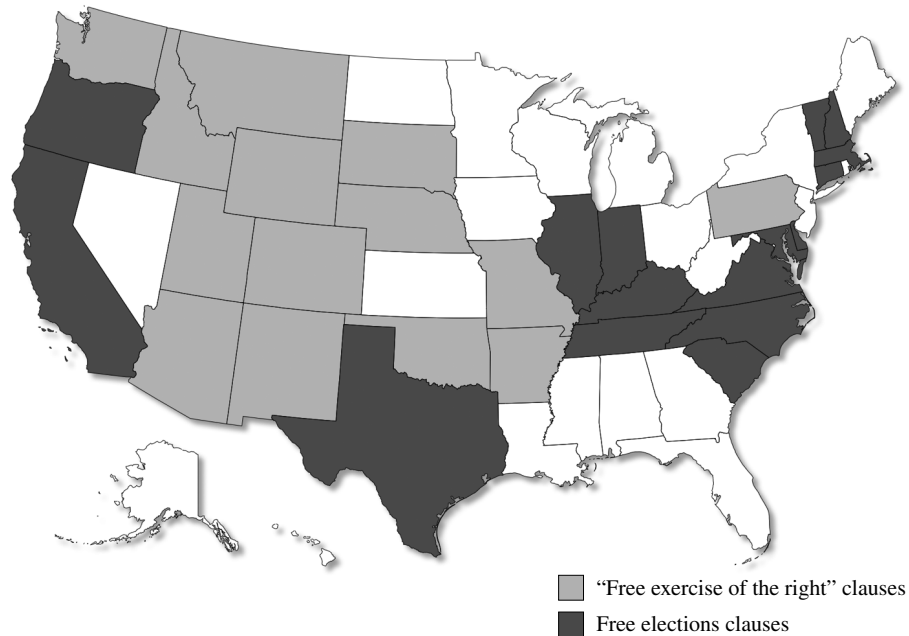 “Free exercise of the right” clauses
Free elections clauses